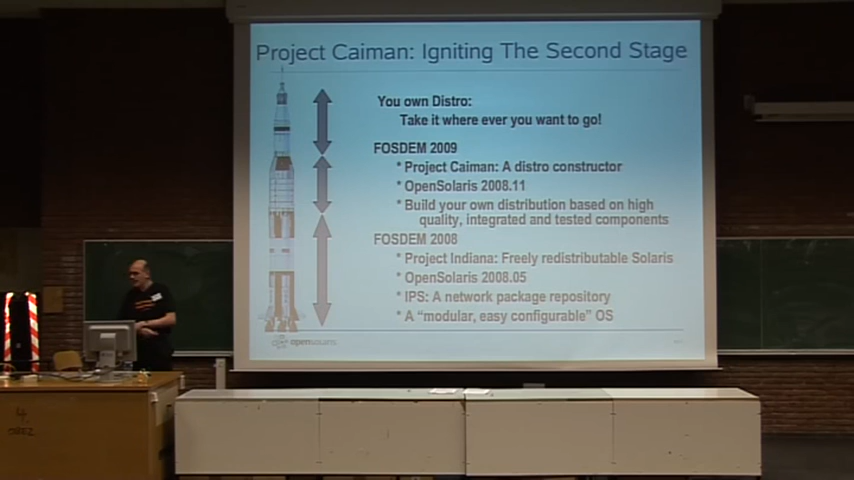 Project Caiman: Igniting The Second Stage
You own Distro:
Take it where ever you want to go!
FOSDEM 2009
* Project Caiman: A distro constructor
* OpenSolaris 2008.11
* Build your own distribution based on high
quality, integrated and tested components
FOSDEM 2008
* Project Indiana: Freely redistributable Solaris
* OpenSolaris 2008.05
* IPS: A network package repository
* A “modular, easy configurable” OS
opensolaris